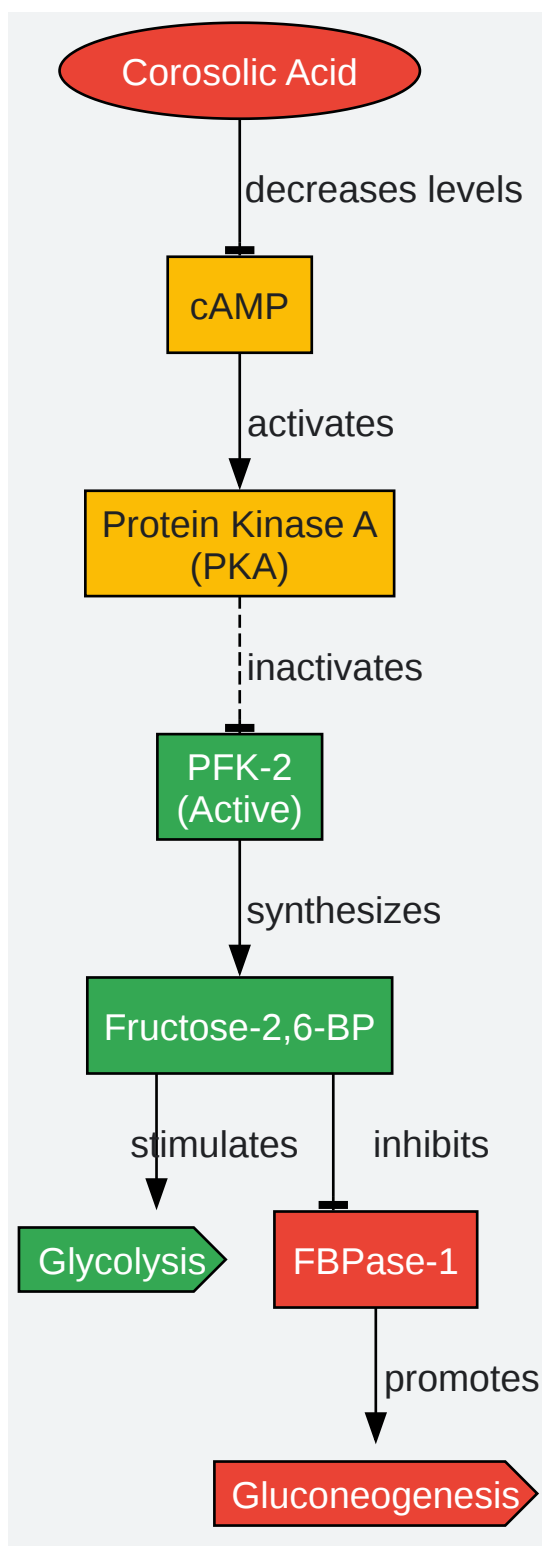 Corosolic Acid
decreases levels
cAMP
activates
Protein Kinase A
(PKA)
inactivates
PFK-2
(Active)
synthesizes
Fructose-2,6-BP
stimulates
inhibits
Glycolysis
FBPase-1
promotes
Gluconeogenesis